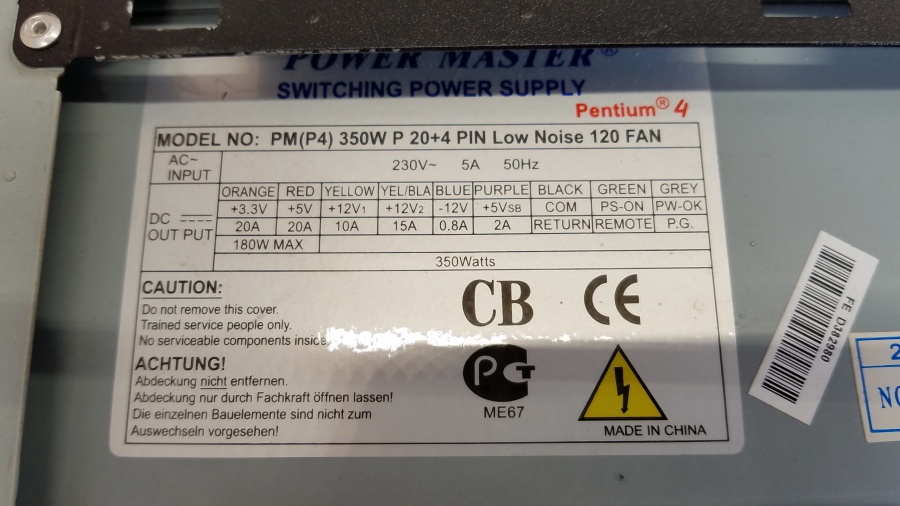 POWER MASTER®
SWITCHING POWER SUPPLY
Pentium® 4
MODEL NO: PM(P4) 350W P 20+4 PIN Low Noise 120 FAN
AC~ INPUT 230V~ 5A 50Hz
ORANGE RED YELLOW YEL/BLA BLUE PURPLE BLACK GREEN GREY
DC OUT PUT +3.3V +5V +12V1 +12V2 -12V +5VSB COM PS-ON PW-OK
20A 20A 10A 15A 0.8A 2A RETURN REMOTE P.G.
180W MAX
350Watts
CAUTION:
Do not remove this cover.
Trained service people only.
No serviceable components inside.
CB CE
ACHTUNG!
Abdeckung nicht entfernen.
Abdeckung nur durch Fachkraft öffnen lassen!
Die einzelnen Bauelemente sind nicht zum
Auswechseln vorgesehen!
РСТ
ME67
MADE IN CHINA
FE D382980
2